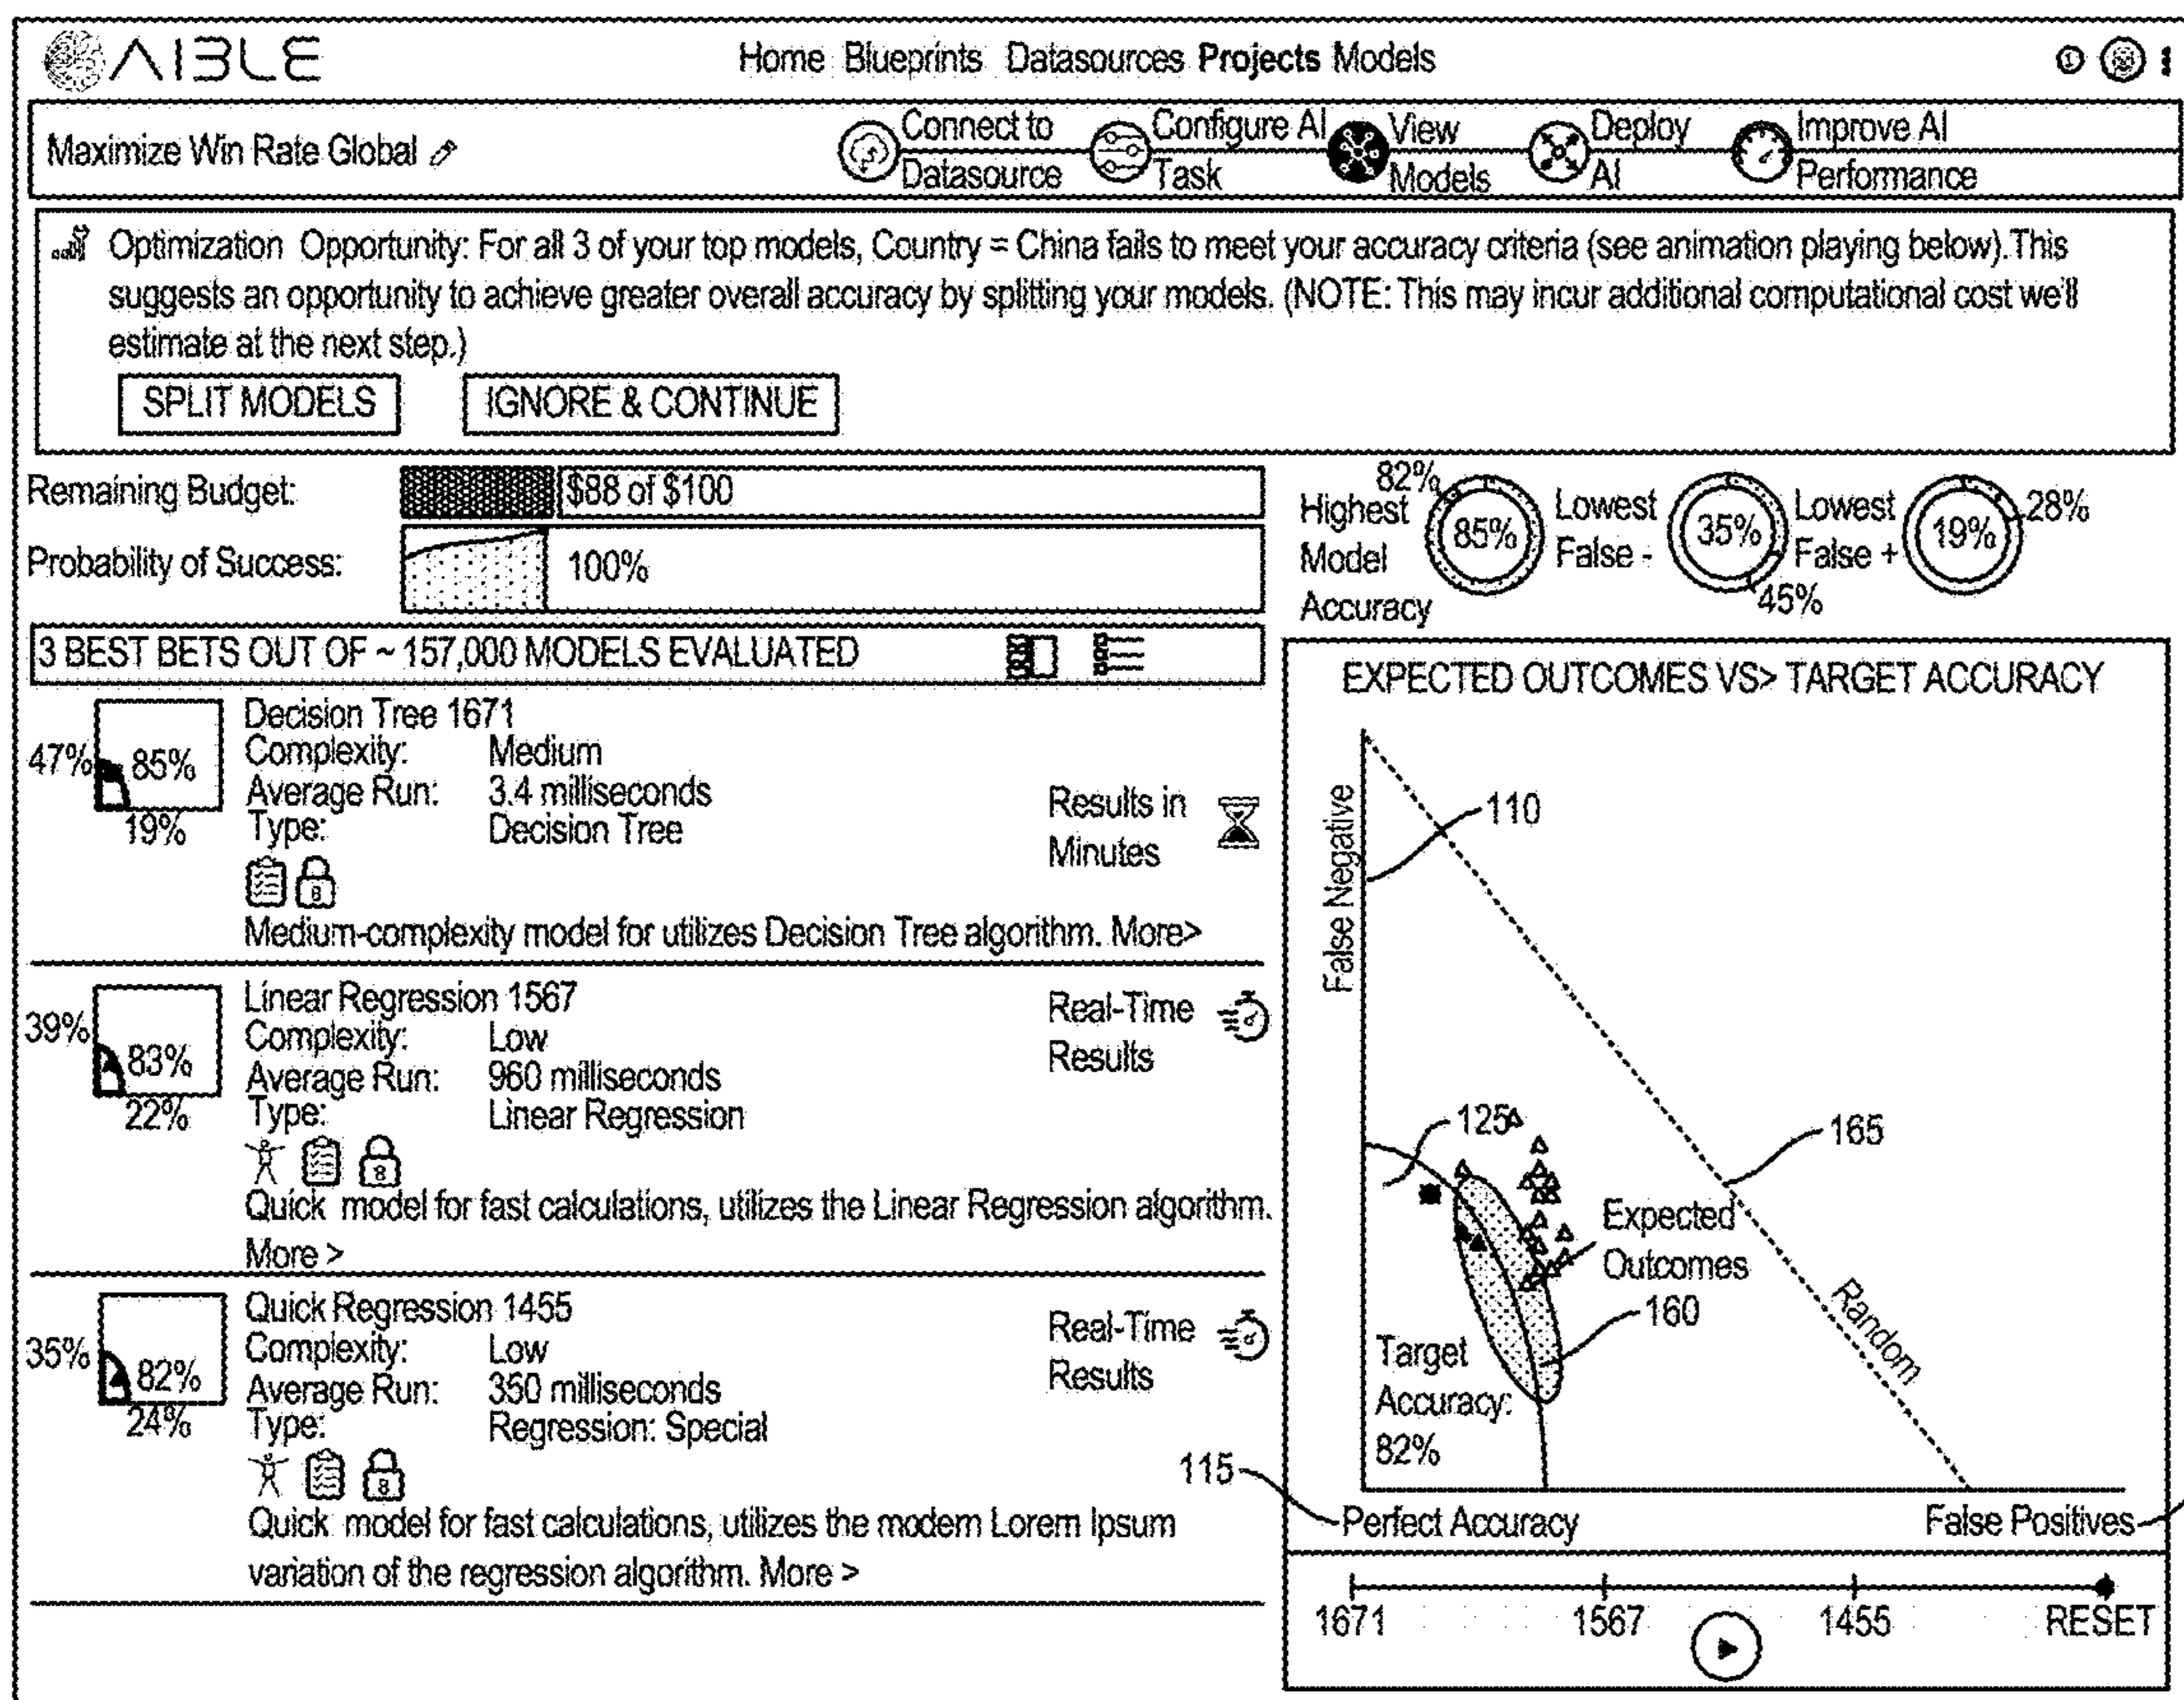 AIBLE
Home Blueprints Datasources Projects Models
Maximize Win Rate Global
Connect to
Datasource
Configure AI
Task
View
Models
Deploy
AI
Improve AI
Performance
Optimization Opportunity: For all 3 of your top models, Country = China fails to meet your accuracy criteria (see animation playing below).This
suggests an opportunity to achieve greater overall accuracy by splitting your models. (NOTE: This may incur additional computational cost we'll
estimate at the next step.)
SPLIT MODELS
IGNORE & CONTINUE
Remaining Budget:
$88 of $100
Probability of Success:
100%
82%
Highest
Model
Accuracy
85%
Lowest
False -
35%
45%
Lowest
False +
19%
28%
3 BEST BETS OUT OF ~ 157,000 MODELS EVALUATED
47%
85%
19%
Decision Tree 1671
Complexity: Medium
Average Run: 3.4 milliseconds
Type: Decision Tree
Results in
Minutes
8
Medium-complexity model for utilizes Decision Tree algorithm. More>
39%
83%
22%
Linear Regression 1567
Complexity: Low
Average Run: 960 milliseconds
Type: Linear Regression
Real-Time
Results
8
Quick model for fast calculations, utilizes the Linear Regression algorithm.
More >
35%
82%
24%
Quick Regression 1455
Complexity: Low
Average Run: 350 milliseconds
Type: Regression: Special
Real-Time
Results
8
Quick model for fast calculations, utilizes the modem Lorem Ipsum
variation of the regression algorithm. More >
EXPECTED OUTCOMES VS> TARGET ACCURACY
False Negative
110
125
165
Expected
Outcomes
160
Random
Target
Accuracy:
82%
115
Perfect Accuracy
False Positives
1671
1567
1455
RESET